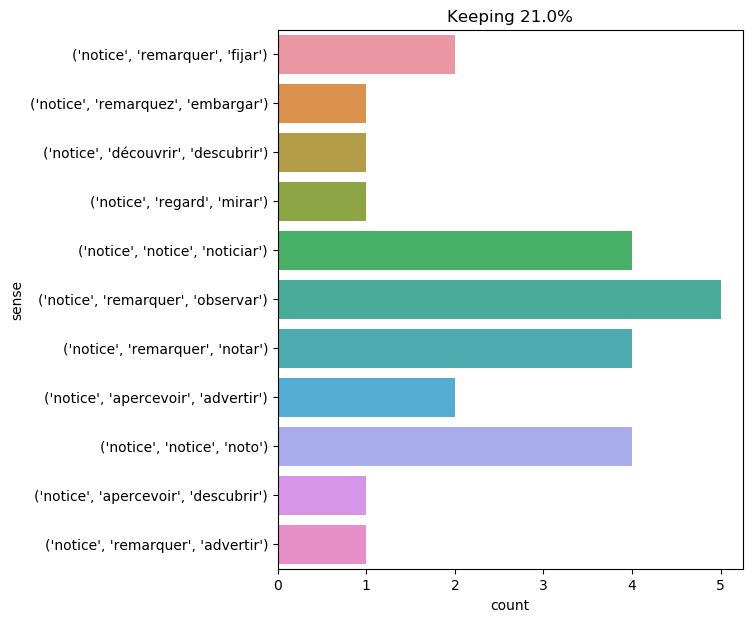 Keeping 21.0%
('notice', 'remarquer', 'fijar')
('notice', 'remarquez', 'embargar')
('notice', 'découvrir', 'descubrir')
('notice', 'regard', 'mirar')
('notice', 'notice', 'noticiar')
('notice', 'remarquer', 'observar')
('notice', 'remarquer', 'notar')
('notice', 'apercevoir', 'advertir')
('notice', 'notice', 'noto')
('notice', 'apercevoir', 'descubrir')
('notice', 'remarquer', 'advertir')
sense
0 1 2 3 4 5
count